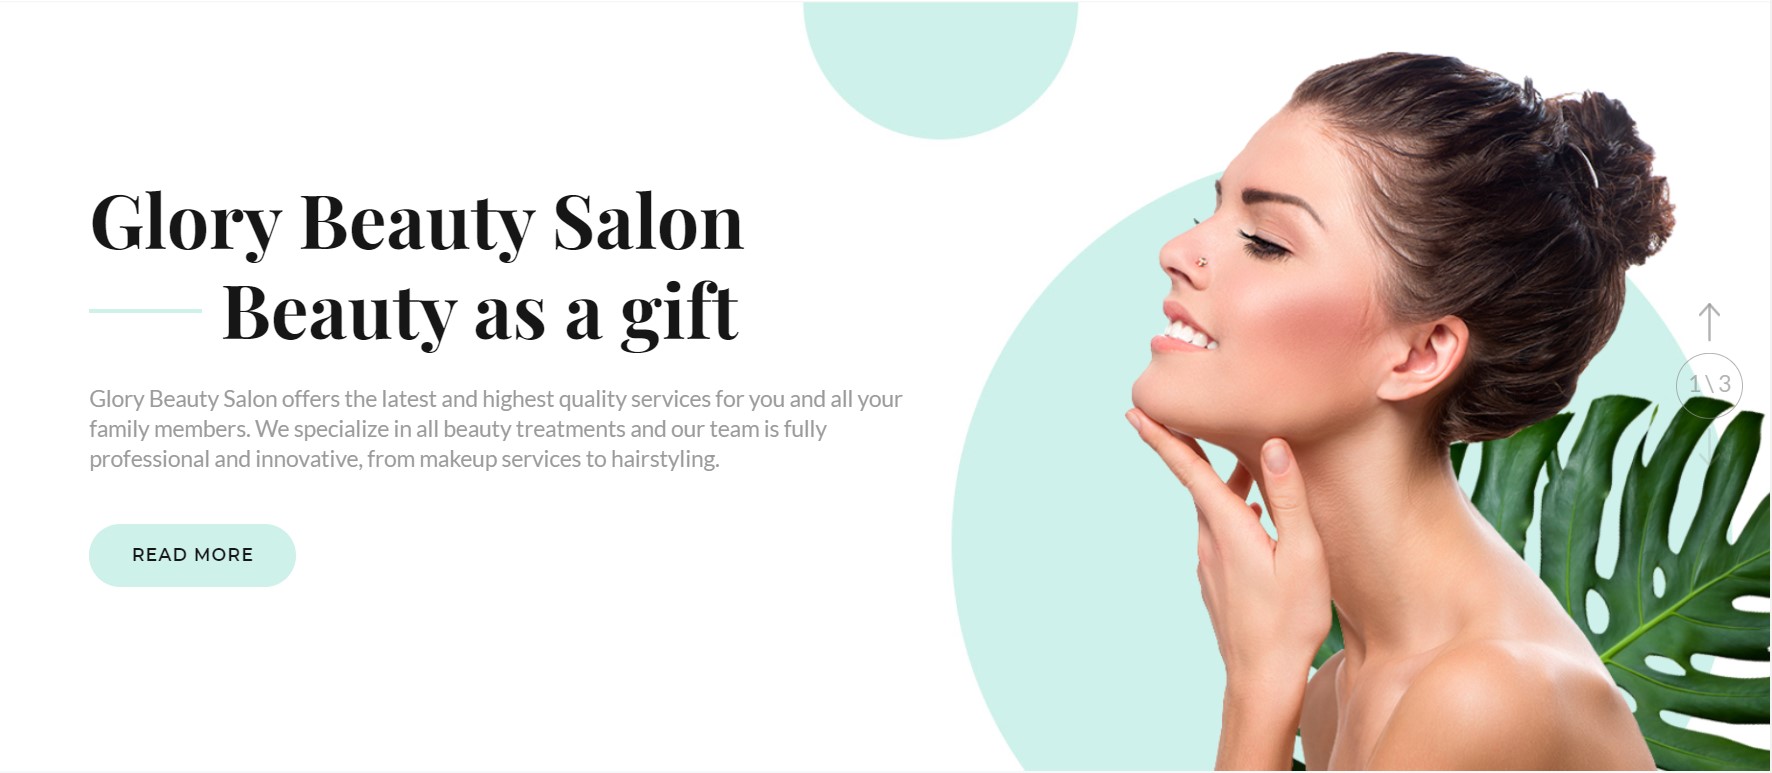 Glory Beauty Salon
Beauty as a gift
Glory Beauty Salon offers the latest and highest quality services for you and all your
family members. We specialize in all beauty treatments and our team is fully
professional and innovative, from makeup services to hairstyling.
READ MORE
1 \ 3